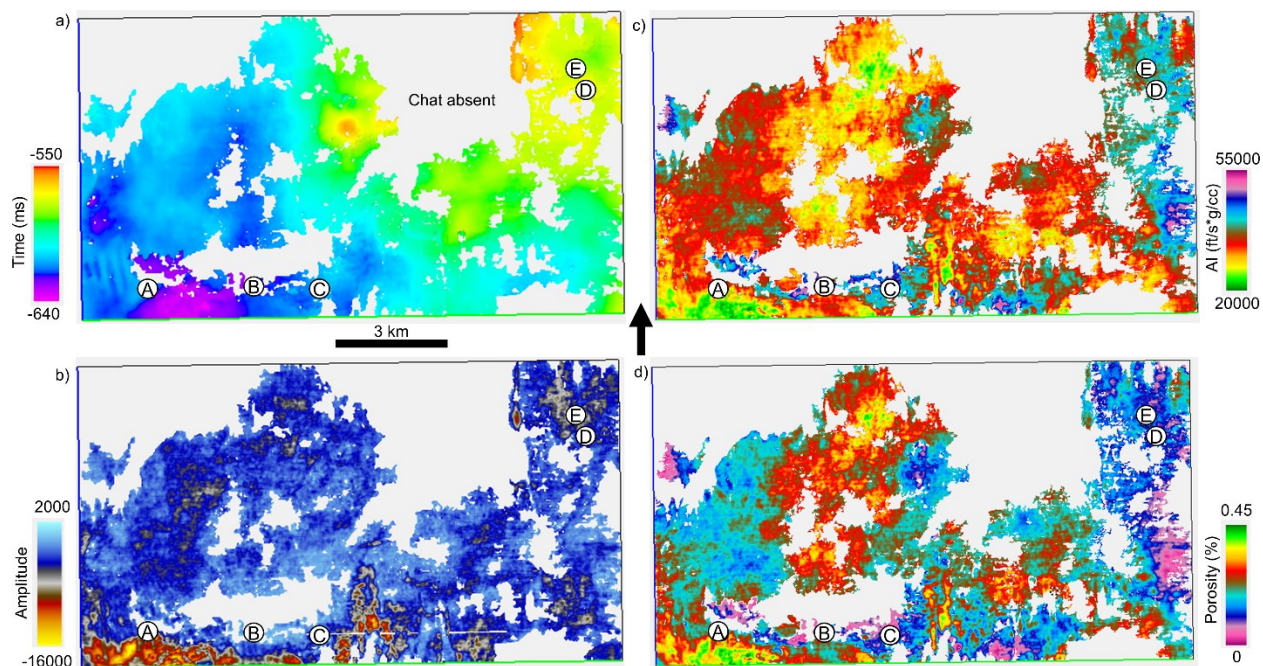 a)
Chat absent
E
D
-550
Time (ms)
-640
A
B
C
3 km
c)
E
D
55000
AI (ft/s*g/cc)
20000
A
B
C
b)
E
D
2000
Amplitude
-16000
A
B
C
d)
E
D
0.45
Porosity (%)
0
A
B
C